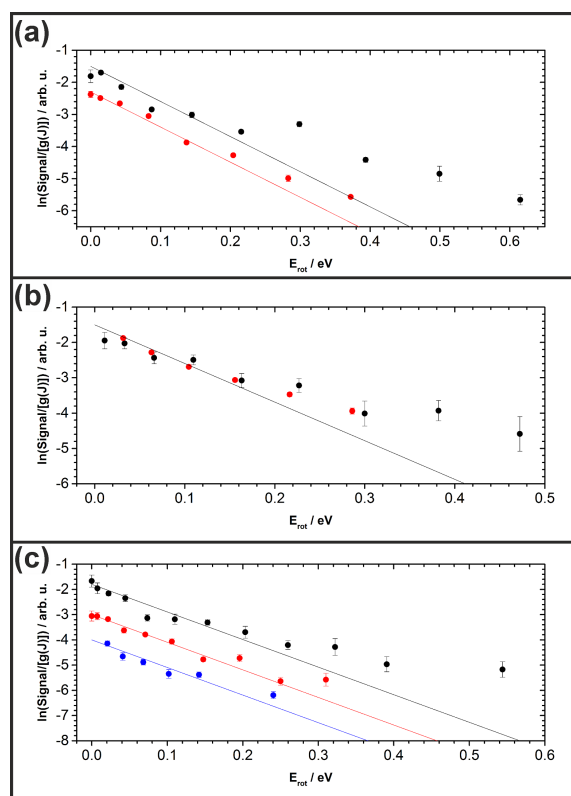 (a)
-1
-2
-3
-4
-5
-6
ln(Signal/[g(J)]) / arb. u.
0.0 0.1 0.2 0.3 0.4 0.5 0.6
E_rot / eV
(b)
-1
-2
-3
-4
-5
-6
ln(Signal/[g(J)]) / arb. u.
0.0 0.1 0.2 0.3 0.4 0.5
E_rot / eV
(c)
-1
-2
-3
-4
-5
-6
-7
-8
ln(Signal/[g(J)]) / arb. u.
0.0 0.1 0.2 0.3 0.4 0.5 0.6
E_rot / eV